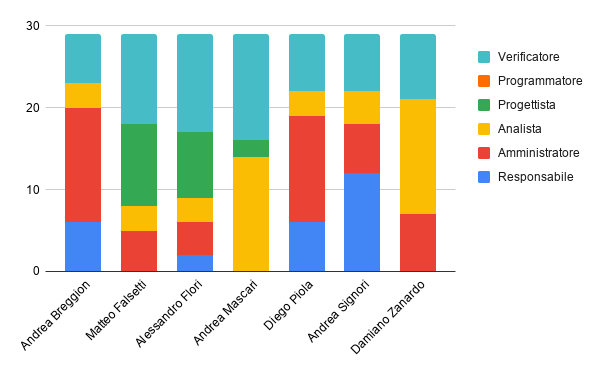 30
20
10
0
Andrea Breggion
Matteo Falsetti
Alessandro Flori
Andrea Mascari
Diego Piola
Andrea Signori
Damiano Zanardo
Verificatore
Programmatore
Progettista
Analista
Amministratore
Responsabile